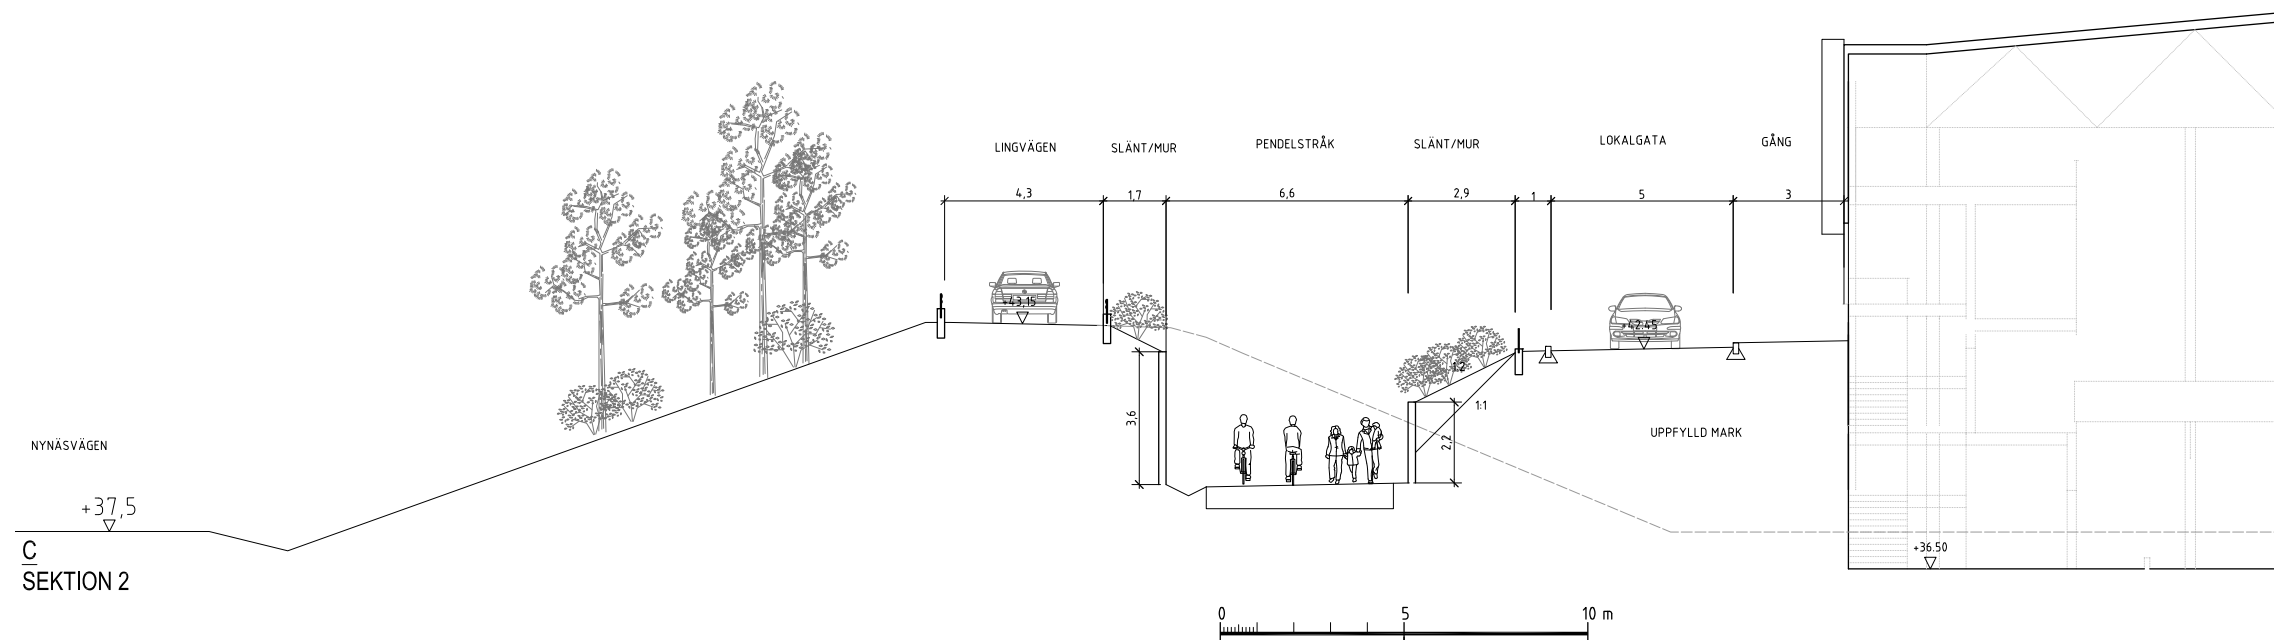 LINGVÄGEN
SLÄNT/MUR
PENDELSTRÅK
SLÄNT/MUR
LOKALGATA
GÅNG
4,3
1,7
6,6
2,9
1
5
3
+43,15
+42.45
1:2
1:1
3,6
2,2
UPPFYLLD MARK
NYNÄSVÄGEN
+37,5
+36.50
C
SEKTION 2
0 5 10 m